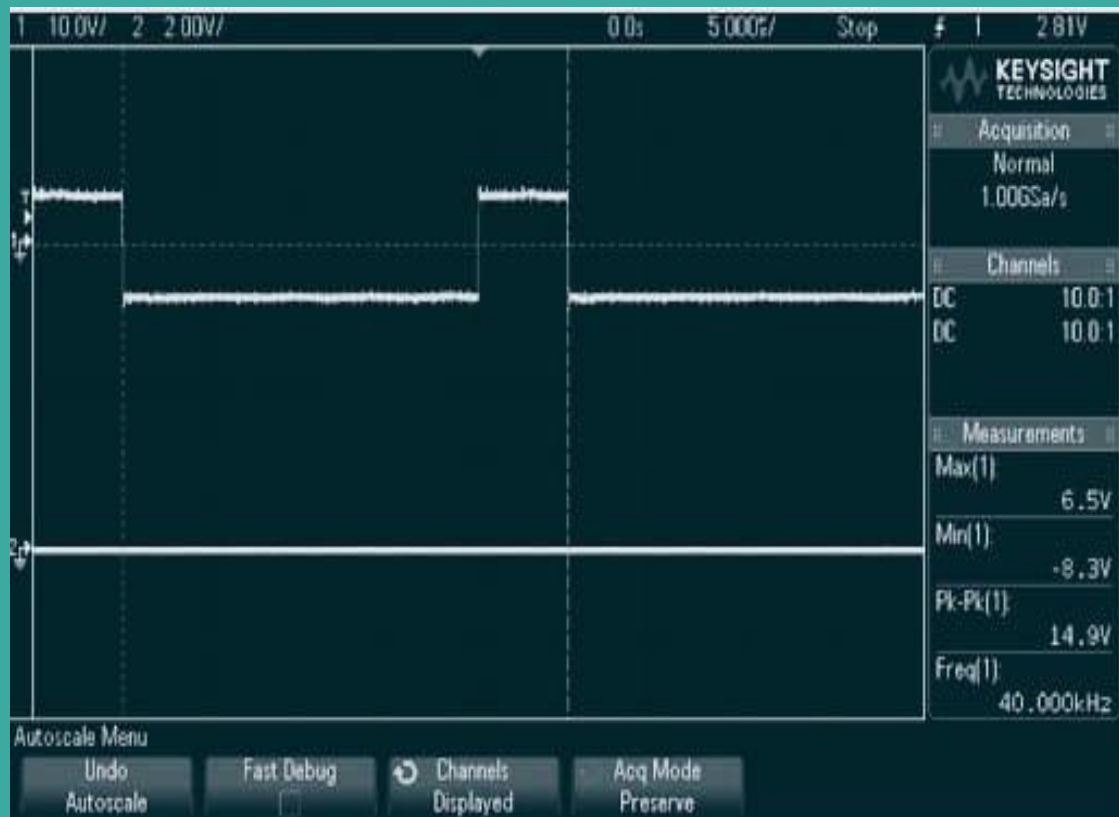 1 10.0V/ 2 2.00V/ 0.0s 5.000㎲/ Stop 1 2.81V
KEYSIGHT
TECHNOLOGIES
Acquisition
Normal
1.00GSa/s
Channels
DC 10.0:1
DC 10.0:1
Measurements
Max(1):
6.5V
Min(1):
-8.3V
Pk-Pk(1):
14.9V
Freq(1):
40.000kHz
T
1
2
Autoscale Menu
Undo
Autoscale
Fast Debug
Channels
Displayed
Acq Mode
Preserve